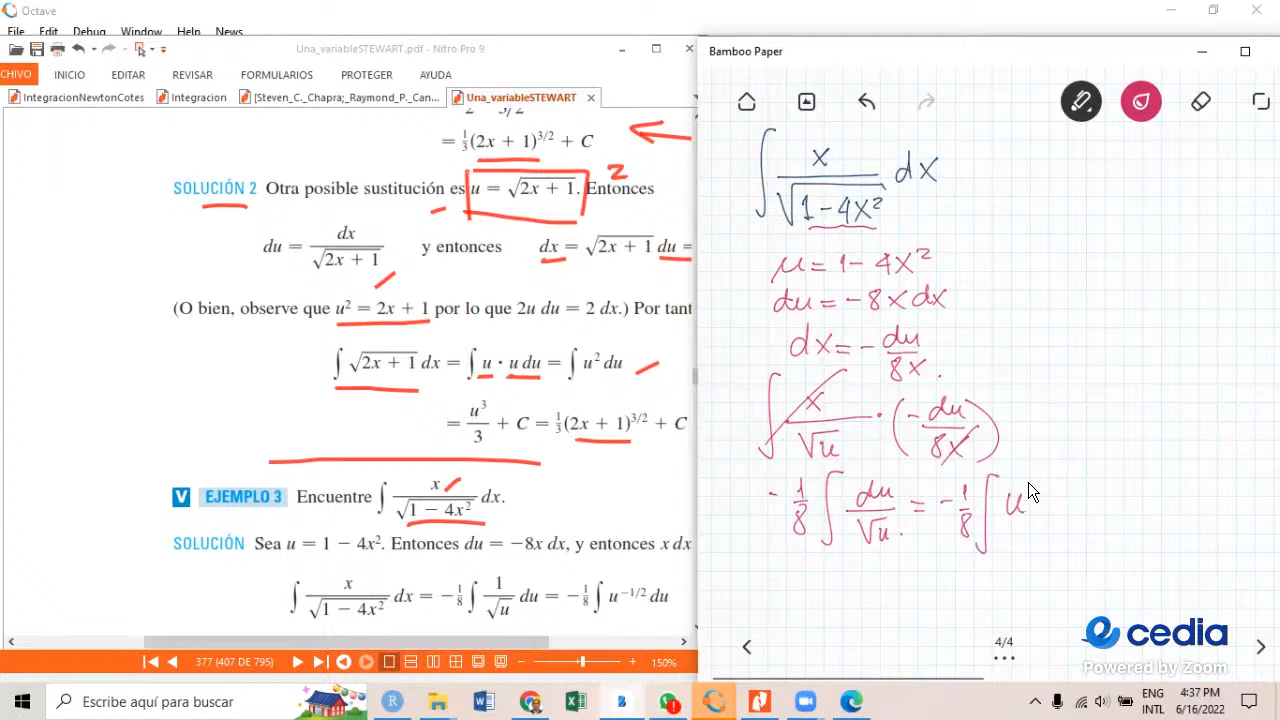 Octave
File Edit Debug Window Help News
Una_variableSTEWART.pdf - Nitro Pro 9
CHIVO INICIO EDITAR REVISAR FORMULARIOS PROTEGER AYUDA
IntegracionNewtonCotes Integracion [Steven_C._Chapra;_Raymond_P._Can... Una_variableSTEWART
= 1/3(2x + 1)^3/2 + C
SOLUCIÓN 2 Otra posible sustitución es u = √2x + 1. Entonces
2
du = dx/√2x + 1 y entonces dx = √2x + 1 du =
(O bien, observe que u² = 2x + 1 por lo que 2u du = 2 dx.) Por tant
∫ √2x + 1 dx = ∫ u · u du = ∫ u² du
= u³/3 + C = 1/3(2x + 1)^3/2 + C
V EJEMPLO 3 Encuentre ∫ x/√1 − 4x² dx.
SOLUCIÓN Sea u = 1 − 4x². Entonces du = −8x dx, y entonces x dx
∫ x/√1 − 4x² dx = −1/8 ∫ 1/√u du = −1/8 ∫ u^−1/2 du
377 (407 DE 795) 150%
Bamboo Paper
∫ x/√1-4x² dx
u = 1-4x²
du = -8x dx
dx = - du/8x.
∫ x/√u · (- du/8x)
- 1/8 ∫ du/√u. = - 1/8 ∫ u
4/4
cedia
Powered by Zoom
Escribe aquí para buscar
ENG 4:37 PM
INTL 6/16/2022